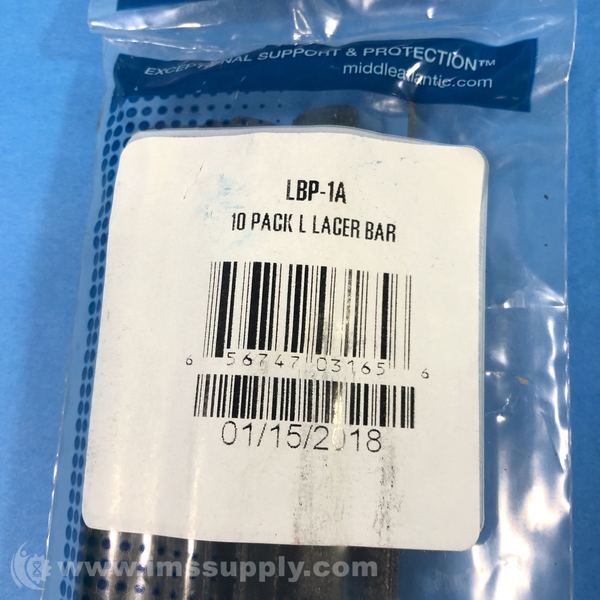 EXCEPTIONAL SUPPORT & PROTECTION™
middleatlantic.com
LBP-1A
10 PACK L LACER BAR
6 56747 03165 6
01/15/2018
www.imssupply.com